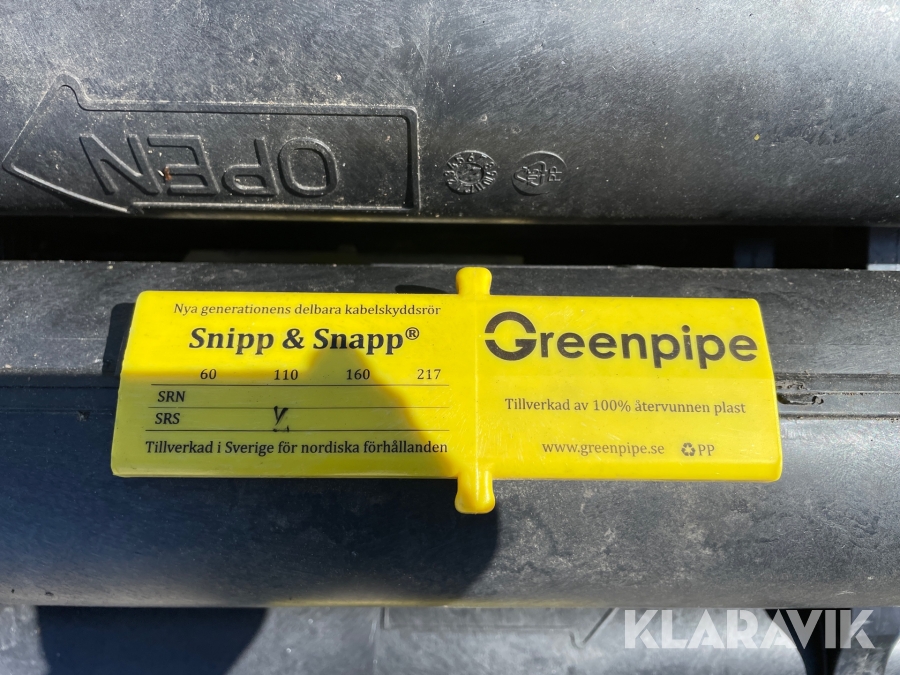 OPEN
Nya generationens delbara kabelskyddsrör
Snipp & Snapp®
60 110 160 217
SRN
SRS
Tillverkad i Sverige för nordiska förhållanden
Greenpipe
Tillverkad av 100% återvunnen plast
www.greenpipe.se PP
KLARAVIK